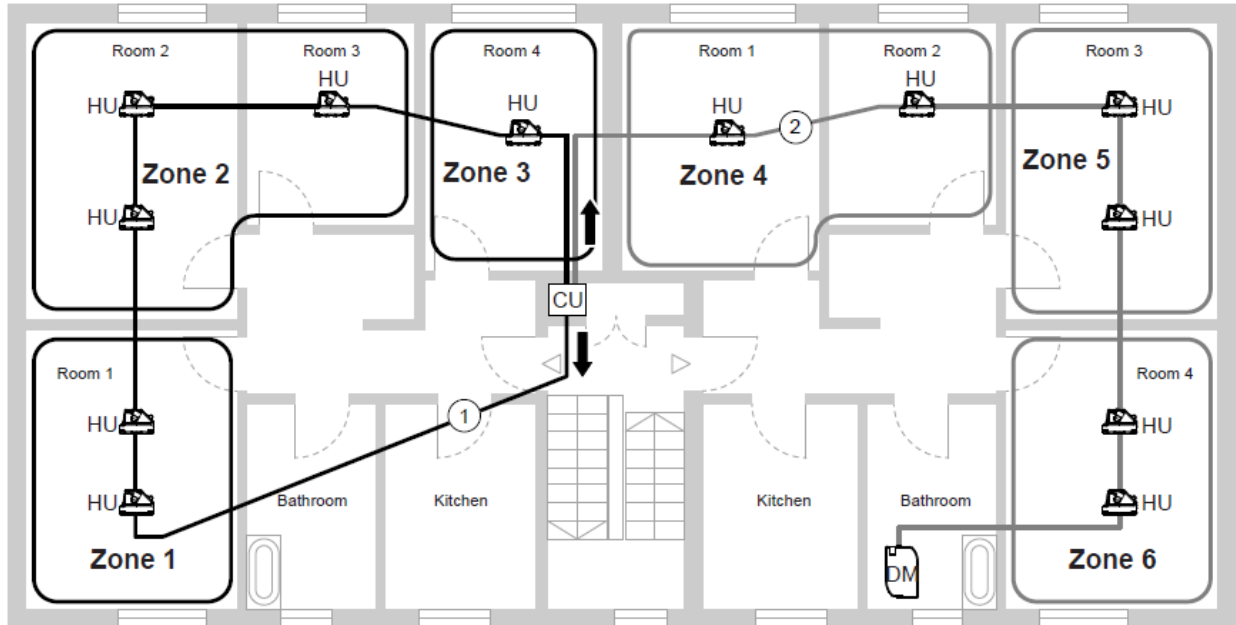 Room 2
Room 3
Room 4
Room 1
Room 2
Room 3
HU
HU
HU
HU
HU
HU
2
Zone 2
Zone 3
Zone 4
Zone 5
HU
HU
CU
Room 1
Room 4
HU
1
HU
HU
Bathroom
Kitchen
Kitchen
Bathroom
HU
Zone 1
DM
Zone 6